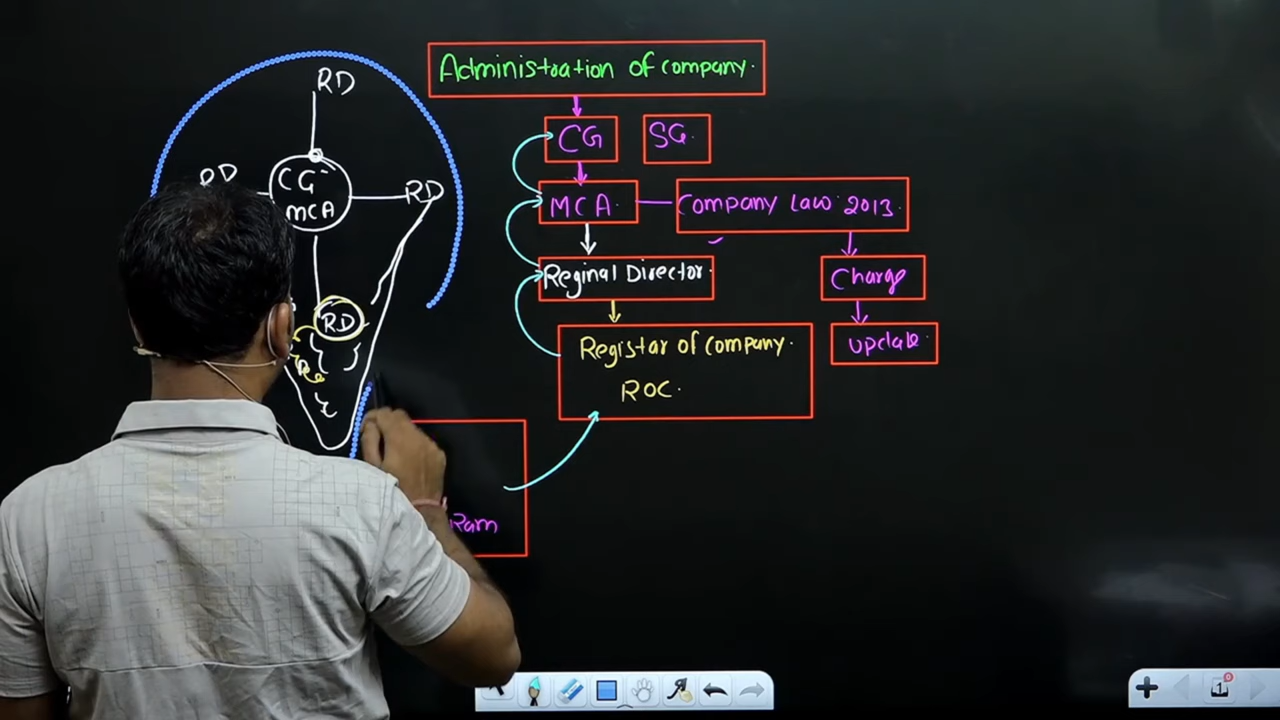 RD
RD
CG
MCA
RD
RD
Administration of company.
CG
SG.
MCA.
Company Law 2013.
Reginal Director.
Charge
Registar of company.
ROC.
update
Ram